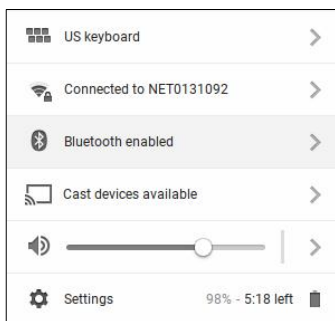 US keyboard
Connected to NET0131092
Bluetooth enabled
Cast devices available
Settings 98% - 5:18 left